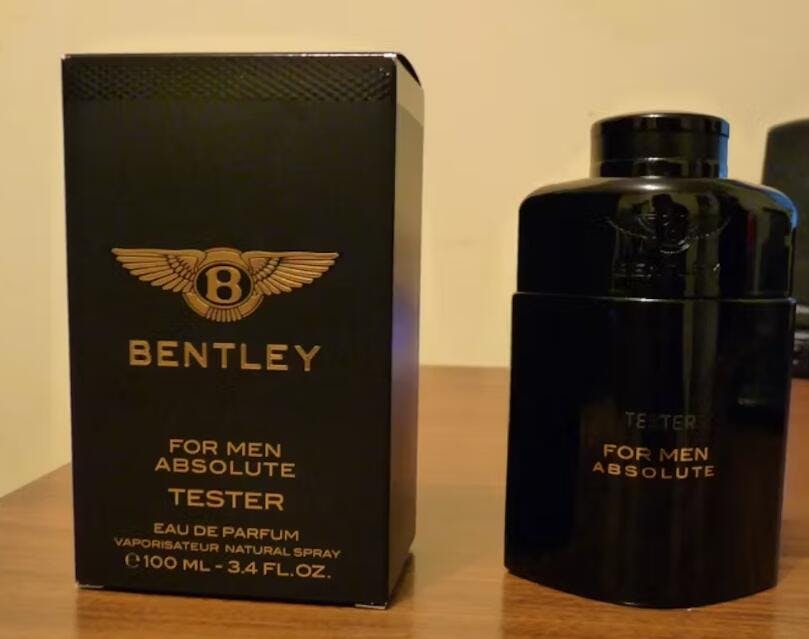 B
BENTLEY
FOR MEN
ABSOLUTE
TESTER
EAU DE PARFUM
VAPORISATEUR NATURAL SPRAY
℮ 100 ML - 3.4 FL.OZ.
TESTER
FOR MEN
ABSOLUTE